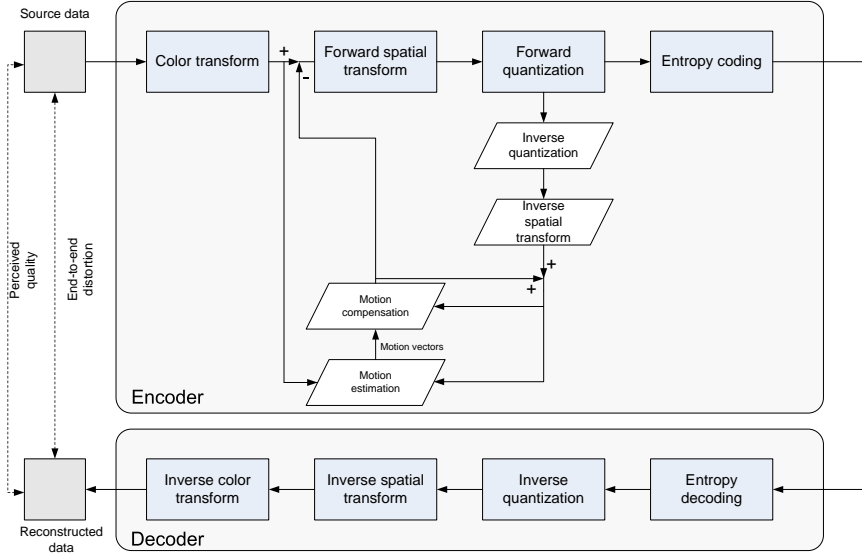 Source data
Color transform
+
-
Forward spatial
transform
Forward
quantization
Entropy coding
Inverse
quantization
Inverse
spatial
transform
+
+
Motion
compensation
Motion vectors
Motion
estimation
Encoder
Perceived
quality
End-to-end
distortion
Inverse color
transform
Inverse spatial
transform
Inverse
quantization
Entropy
decoding
Reconstructed
data
Decoder